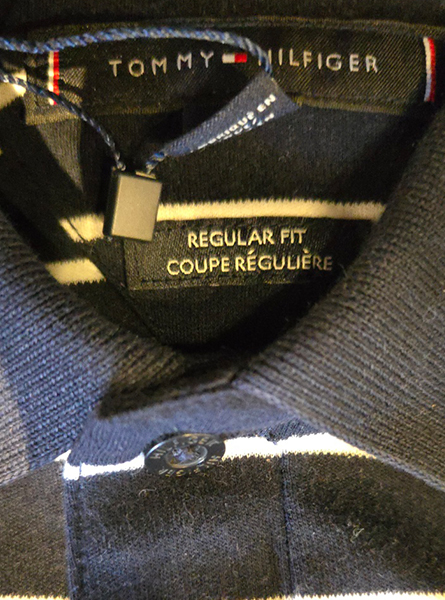 TOMMY HILFIGER
REGULAR FIT
COUPE RÉGULIÈRE